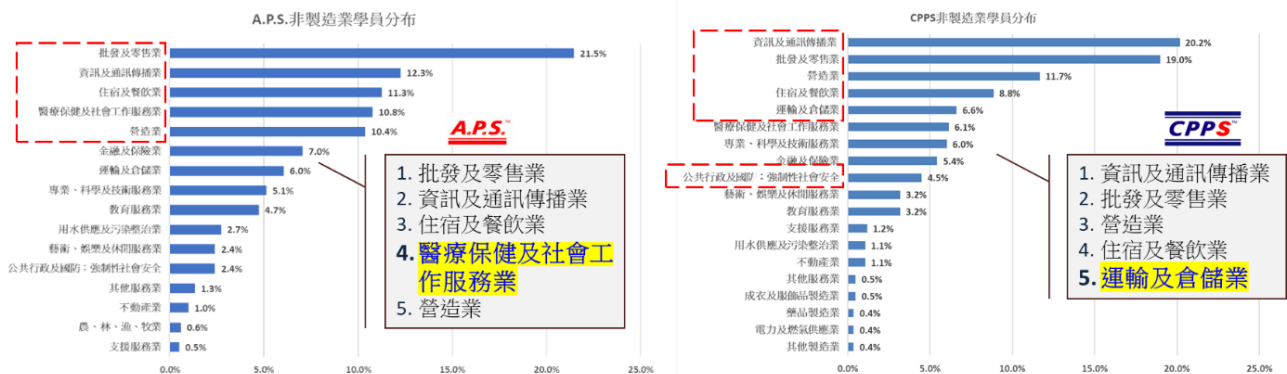 A.P.S.非製造業學員分布
批發及零售業 21.5%
資訊及通訊傳播業 12.3%
住宿及餐飲業 11.3%
醫療保健及社會工作服務業 10.8%
營造業 10.4%
金融及保險業 7.0%
運輸及倉儲業 6.0%
專業、科學及技術服務業 5.1%
教育服務業 4.7%
用水供應及污染整治業 2.7%
藝術、娛樂及休閒服務業 2.4%
公共行政及國防；強制性社會安全 2.4%
其他服務業 1.3%
不動產業 1.0%
農、林、漁、牧業 0.6%
支援服務業 0.5%
0.0% 5.0% 10.0% 15.0% 20.0% 25.0%
A.P.S.™
1. 批發及零售業
2. 資訊及通訊傳播業
3. 住宿及餐飲業
4. 醫療保健及社會工
作服務業
5. 營造業
CPPS非製造業學員分布
資訊及通訊傳播業 20.2%
批發及零售業 19.0%
營造業 11.7%
住宿及餐飲業 8.8%
運輸及倉儲業 6.6%
醫療保健及社會工作服務業 6.1%
專業、科學及技術服務業 6.0%
金融及保險業 5.4%
公共行政及國防；強制性社會安全 4.5%
藝術、娛樂及休閒服務業 3.2%
教育服務業 3.2%
支援服務業 1.2%
用水供應及污染整治業 1.1%
不動產業 1.1%
其他服務業 0.5%
成衣及服飾品製造業 0.5%
藥品製造業 0.4%
電力及燃氣供應業 0.4%
其他製造業 0.4%
0.0% 5.0% 10.0% 15.0% 20.0% 25.0%
CPPS™
1. 資訊及通訊傳播業
2. 批發及零售業
3. 營造業
4. 住宿及餐飲業
5. 運輸及倉儲業